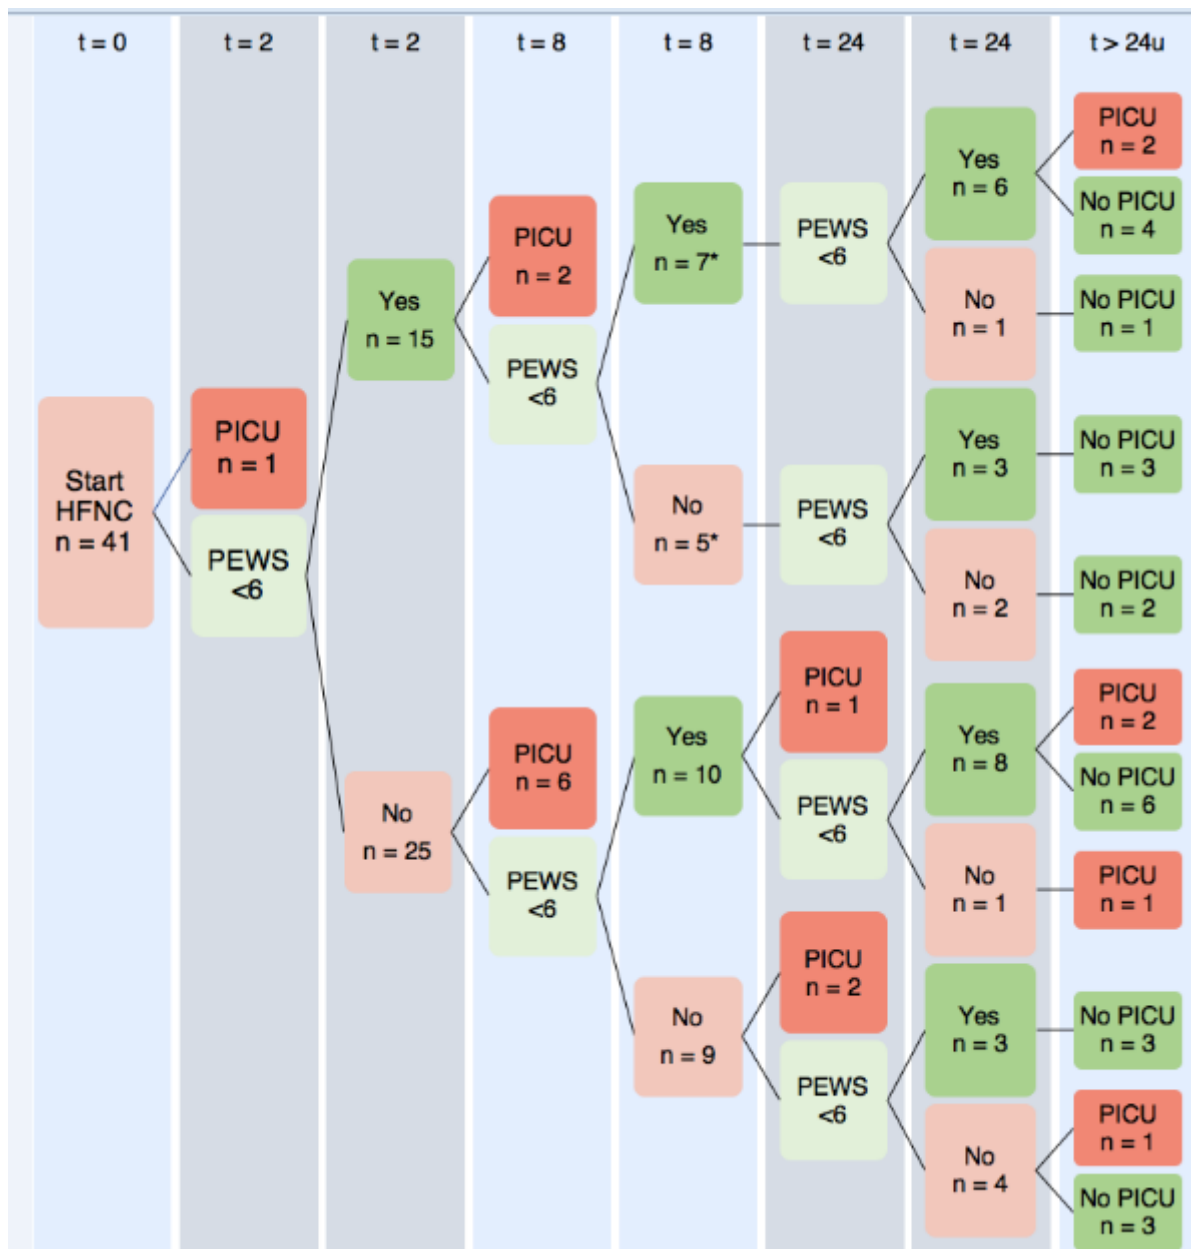 t = 0
t = 2
t = 2
t = 8
t = 8
t = 24
t = 24
t > 24u
Start
HFNC
n = 41
PICU
n = 1
PEWS
<6
Yes
n = 15
No
n = 25
PICU
n = 2
PEWS
<6
PICU
n = 6
PEWS
<6
Yes
n = 7*
No
n = 5*
Yes
n = 10
No
n = 9
PEWS
<6
PEWS
<6
PICU
n = 1
PEWS
<6
PICU
n = 2
PEWS
<6
Yes
n = 6
No
n = 1
Yes
n = 3
No
n = 2
Yes
n = 8
No
n = 1
Yes
n = 3
No
n = 4
PICU
n = 2
No PICU
n = 4
No PICU
n = 1
No PICU
n = 3
No PICU
n = 2
PICU
n = 2
No PICU
n = 6
PICU
n = 1
No PICU
n = 3
PICU
n = 1
No PICU
n = 3